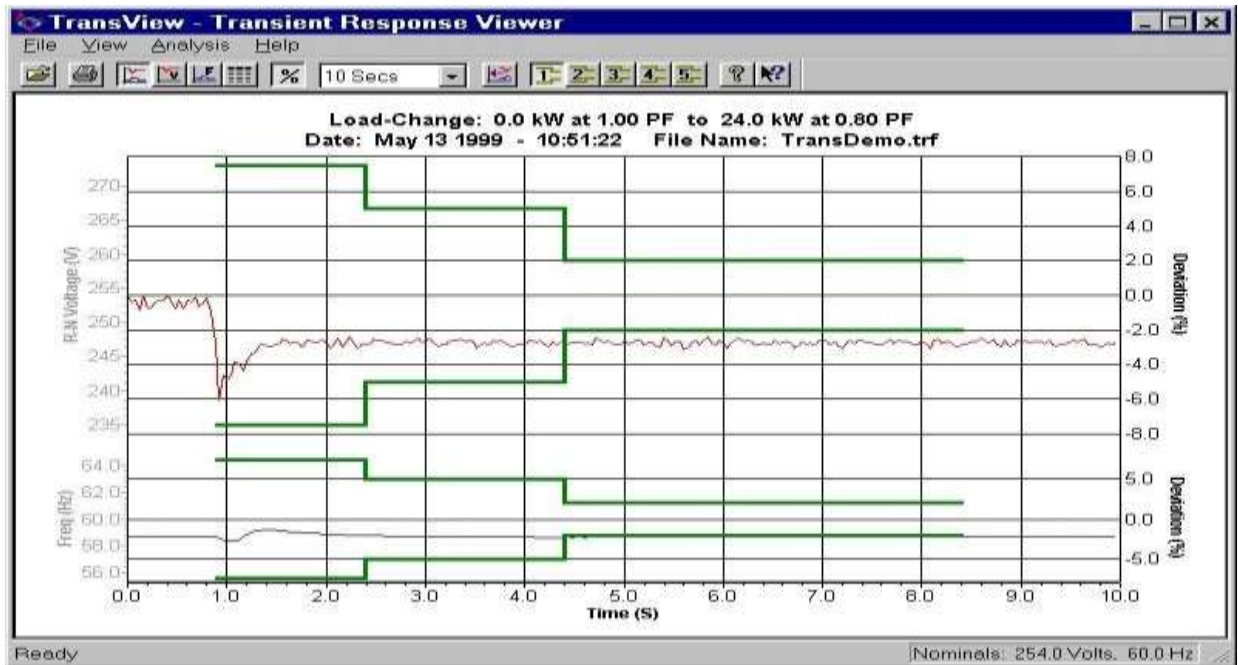 TransView - Transient Response Viewer
File View Analysis Help
% 10 Secs 1 2 3 4 5 ? ?
Load-Change: 0.0 kW at 1.00 PF to 24.0 kW at 0.80 PF
Date: May 13 1999 - 10:51:22 File Name: TransDemo.trf
R-N Voltage (V)
270
265
260
255
250
245
240
235
8.0
6.0
4.0
2.0
0.0
-2.0
-4.0
-6.0
-8.0
Deviation (%)
Freq (Hz)
64.0
62.0
60.0
58.0
56.0
5.0
0.0
-5.0
Deviation (%)
0.0 1.0 2.0 3.0 4.0 5.0 6.0 7.0 8.0 9.0 10.0
Time (S)
Ready Nominals: 254.0 Volts, 60.0 Hz